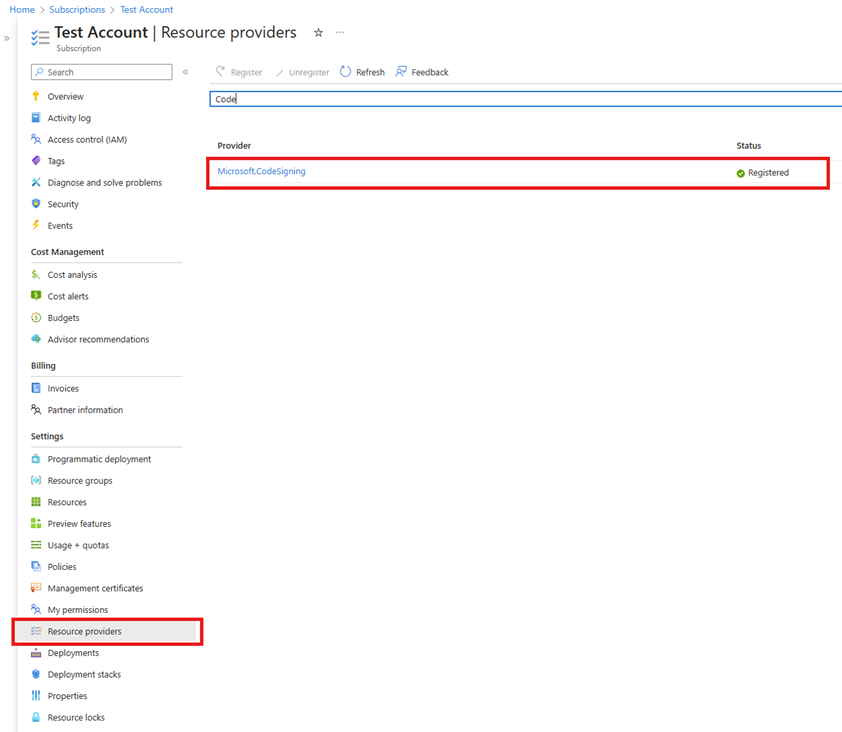 Home > Subscriptions > Test Account
Test Account | Resource providers
Subscription
Search
Overview
Activity log
Access control (IAM)
Tags
Diagnose and solve problems
Security
Events
Cost Management
Cost analysis
Cost alerts
Budgets
Advisor recommendations
Billing
Invoices
Partner information
Settings
Programmatic deployment
Resource groups
Resources
Preview features
Usage + quotas
Policies
Management certificates
My permissions
Resource providers
Deployments
Deployment stacks
Properties
Resource locks
Register Unregister Refresh Feedback
Code
Provider Status
Microsoft.CodeSigning Registered